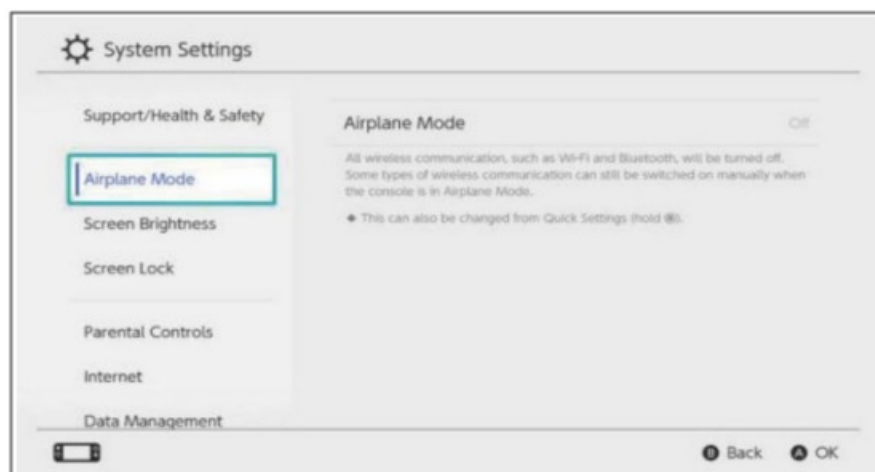 System Settings
Support/Health & Safety
Airplane Mode
Screen Brightness
Screen Lock
Parental Controls
Internet
Data Management
Airplane Mode Off
All wireless communication, such as Wi-Fi and Bluetooth, will be turned off.
Some types of wireless communication can still be switched on manually when
the console is in Airplane Mode.
This can also be changed from Quick Settings (hold ).
B Back A OK